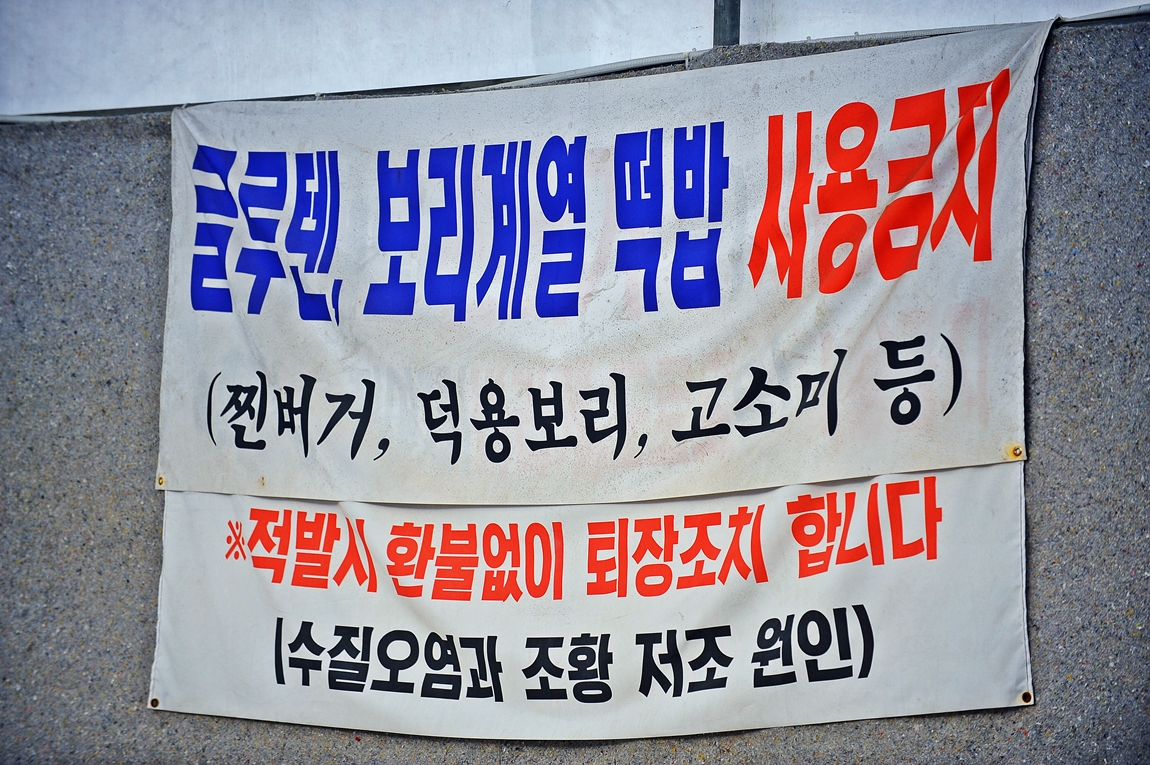 글루텐, 보리계열 떡밥 사용금지
(찐버거, 덕용보리, 고소미 등)
※적발시 환불없이 퇴장조치 합니다
(수질오염과 조황 저조 원인)